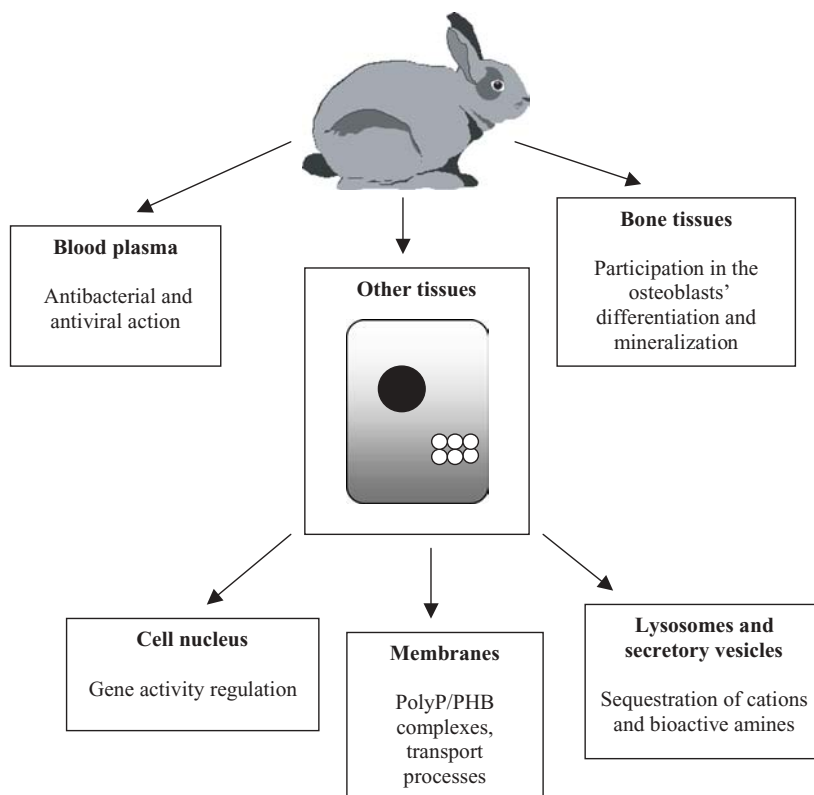 Blood plasma
Antibacterial and
antiviral action
Other tissues
Bone tissues
Participation in the
osteoblasts’
differentiation and
mineralization
Cell nucleus
Gene activity regulation
Membranes
PolyP/PHB
complexes,
transport
processes
Lysosomes and
secretory vesicles
Sequestration of cations
and bioactive amines